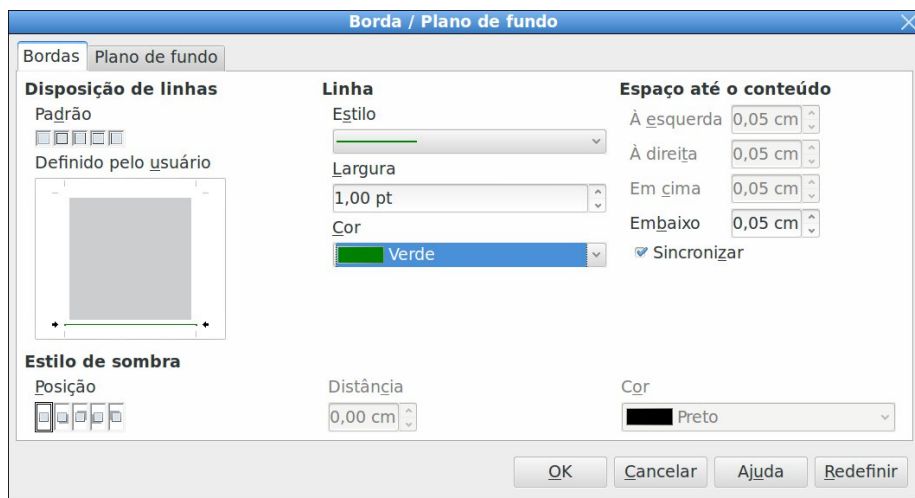 Borda / Plano de fundo
Bordas Plano de fundo
Disposição de linhas
Padrão
Definido pelo usuário
Linha
Estilo
Largura
1,00 pt
Cor
Verde
Espaço até o conteúdo
À esquerda 0,05 cm
À direita 0,05 cm
Em cima 0,05 cm
Embaixo 0,05 cm
Sincronizar
Estilo de sombra
Posição
Distância
0,00 cm
Cor
Preto
OK Cancelar Ajuda Redefinir